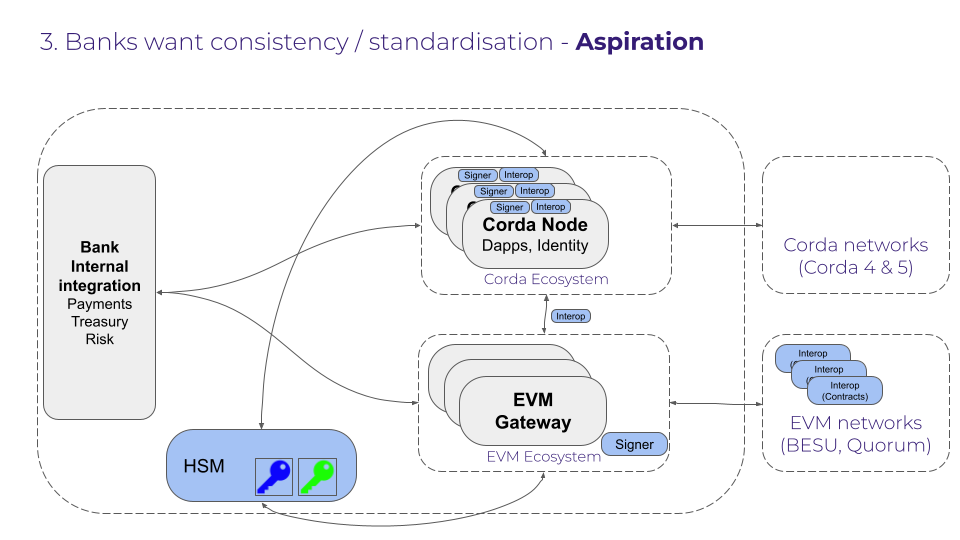 3. Banks want consistency / standardisation - Aspiration
Signer Interop
Signer Interop
Signer Interop
Corda Node
Dapps, Identity
Corda Ecosystem
Bank
Internal
integration
Payments
Treasury
Risk
Corda networks
(Corda 4 & 5)
Interop
EVM
Gateway
Signer
EVM Ecosystem
Interop
Interop
Interop
(Contracts)
EVM networks
(BESU, Quorum)
HSM